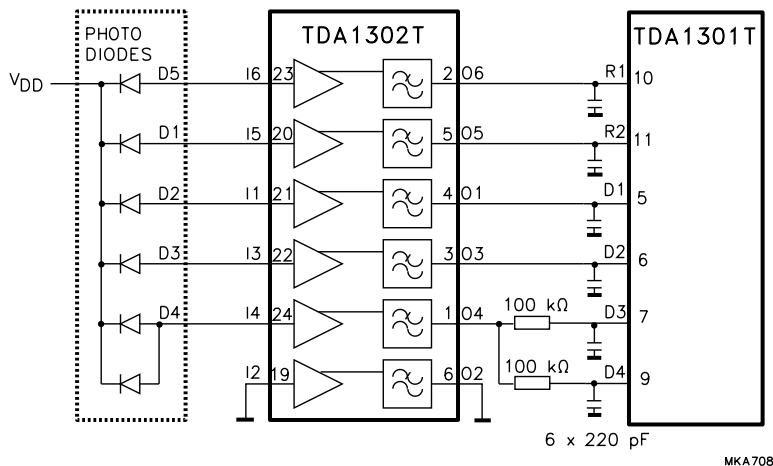 PHOTO
DIODES
TDA1302T
TDA1301T
VDD
D5 I6 23 2 O6 R1 10
D1 I5 20 5 O5 R2 11
D2 I1 21 4 O1 D1 5
D3 I3 22 3 O3 D2 6
D4 I4 24 1 O4 100 kΩ D3 7
I2 19 6 O2 100 kΩ D4 9
6 x 220 pF
MKA708